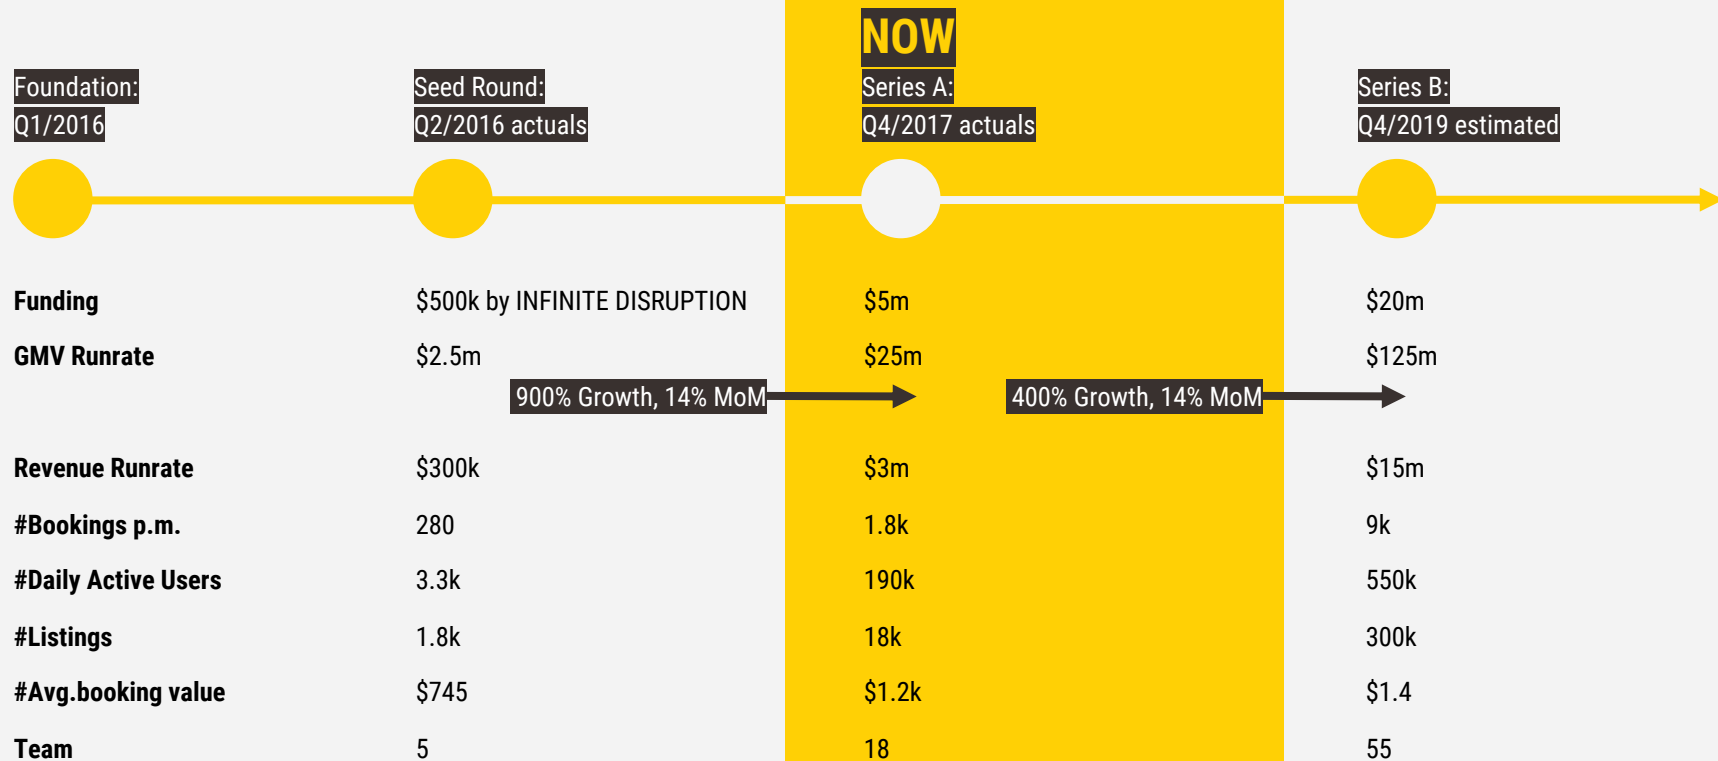 NOW
Foundation:
Q1/2016
Seed Round:
Q2/2016 actuals
Series A:
Q4/2017 actuals
Series B:
Q4/2019 estimated
Funding $500k by INFINITE DISRUPTION $5m $20m
GMV Runrate $2.5m $25m $125m
900% Growth, 14% MoM 400% Growth, 14% MoM
Revenue Runrate $300k $3m $15m
#Bookings p.m. 280 1.8k 9k
#Daily Active Users 3.3k 190k 550k
#Listings 1.8k 18k 300k
#Avg.booking value $745 $1.2k $1.4
Team 5 18 55